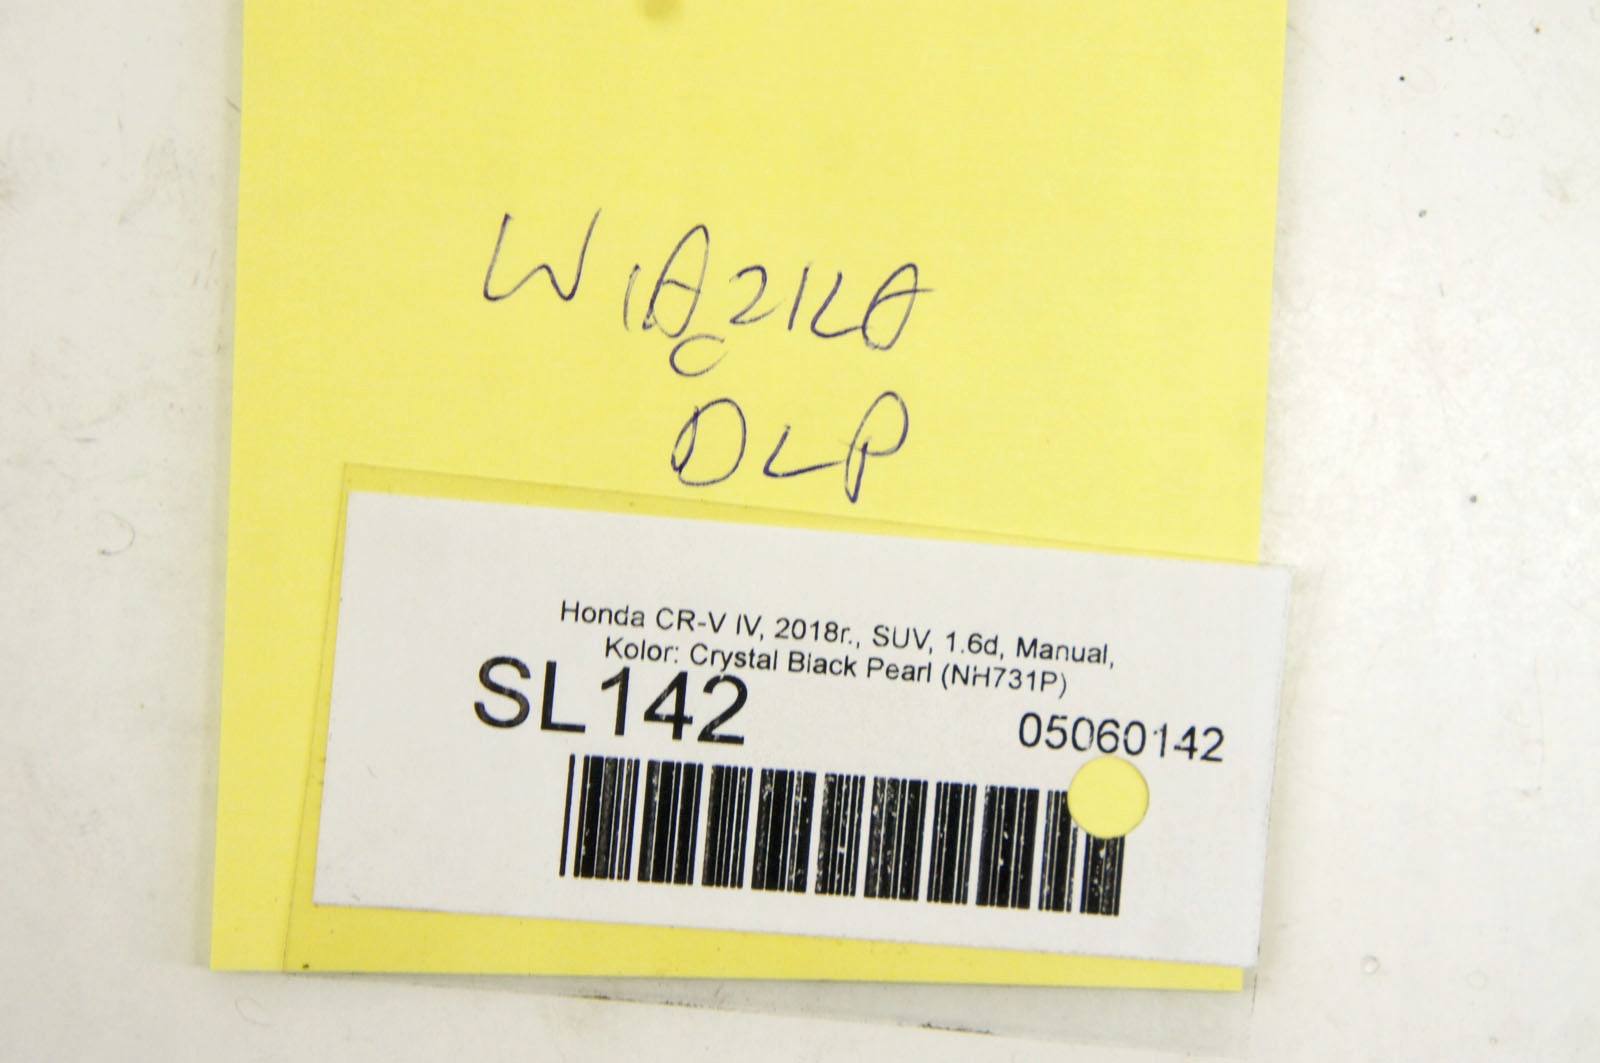 WIĄZKA
DLP
Honda CR-V IV, 2018r., SUV, 1.6d, Manual,
Kolor: Crystal Black Pearl (NH731P)
SL142
05060142